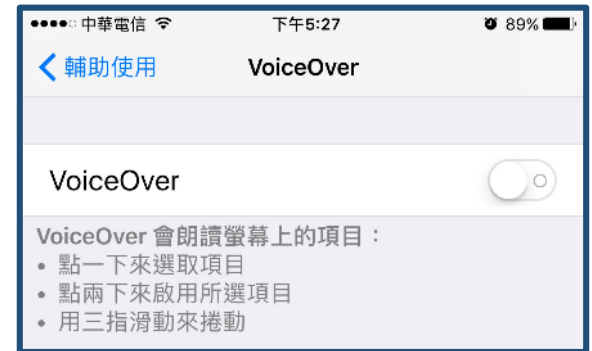 中華電信 下午5:27 89%
輔助使用 VoiceOver
VoiceOver
VoiceOver 會朗讀螢幕上的項目：
• 點一下來選取項目
• 點兩下來啟用所選項目
• 用三指滑動來捲動